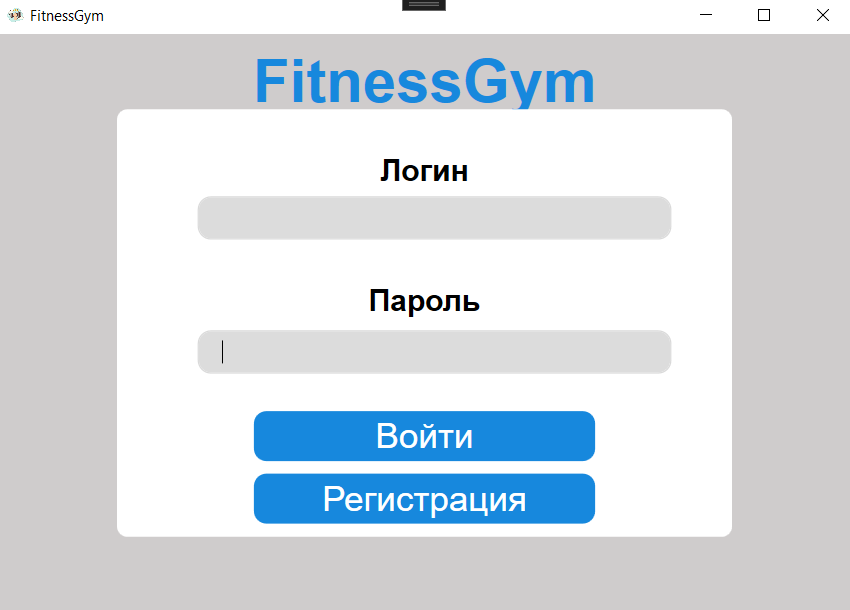 FitnessGym
FitnessGym
Логин
Пароль
Войти
Регистрация